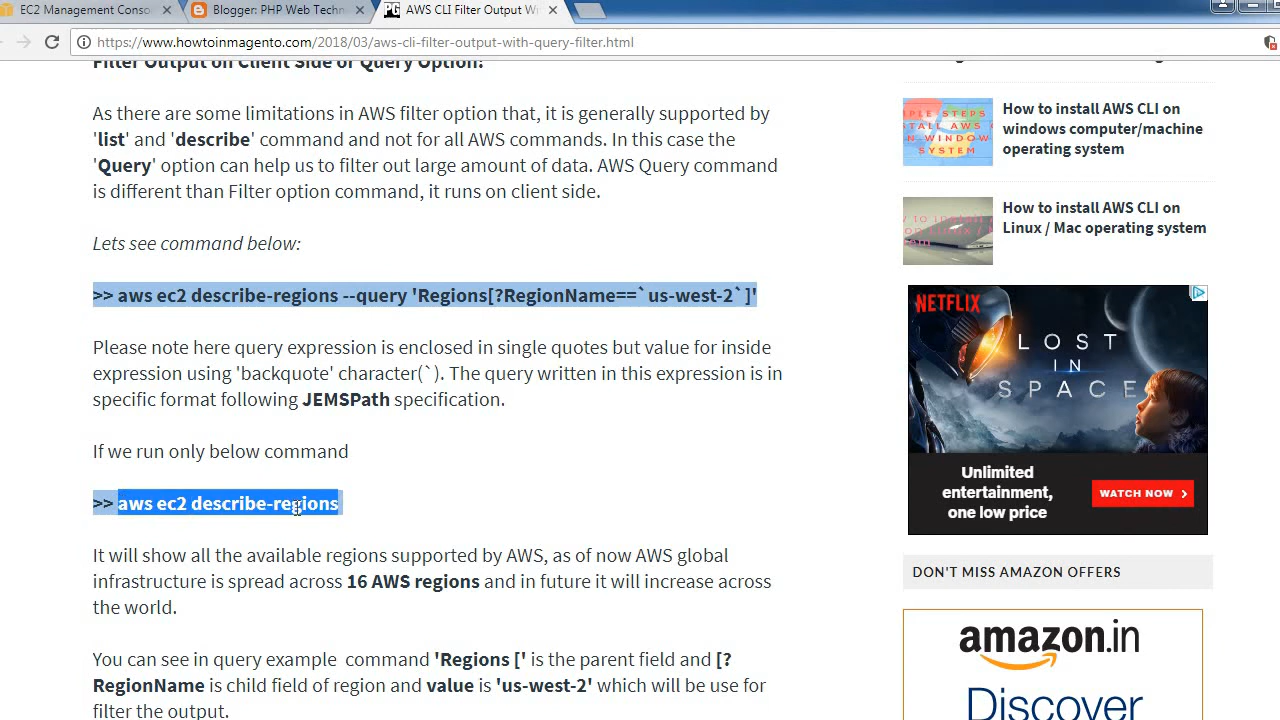 EC2 Management Conso
Blogger: PHP Web Techn
AWS CLI Filter Output Wi
https://www.howtoinmagento.com/2018/03/aws-cli-filter-output-with-query-filter.html
Filter Output on Client Side or Query Option:
As there are some limitations in AWS filter option that, it is generally supported by
'list' and 'describe' command and not for all AWS commands. In this case the
'Query' option can help us to filter out large amount of data. AWS Query command
is different than Filter option command, it runs on client side.
Lets see command below:
>> aws ec2 describe-regions --query 'Regions[?RegionName==`us-west-2`]'
Please note here query expression is enclosed in single quotes but value for inside
expression using 'backquote' character(`). The query written in this expression is in
specific format following JEMSPath specification.
If we run only below command
>> aws ec2 describe-regions
It will show all the available regions supported by AWS, as of now AWS global
infrastructure is spread across 16 AWS regions and in future it will increase across
the world.
You can see in query example  command 'Regions [' is the parent field and [?
RegionName is child field of region and value is 'us-west-2' which will be use for
filter the output.
How to install AWS CLI on
windows computer/machine
operating system
How to install AWS CLI on
Linux / Mac operating system
NETFLIX
LOST
IN
SPACE
Unlimited
entertainment,
one low price
WATCH NOW
DON'T MISS AMAZON OFFERS
amazon.in
Discover